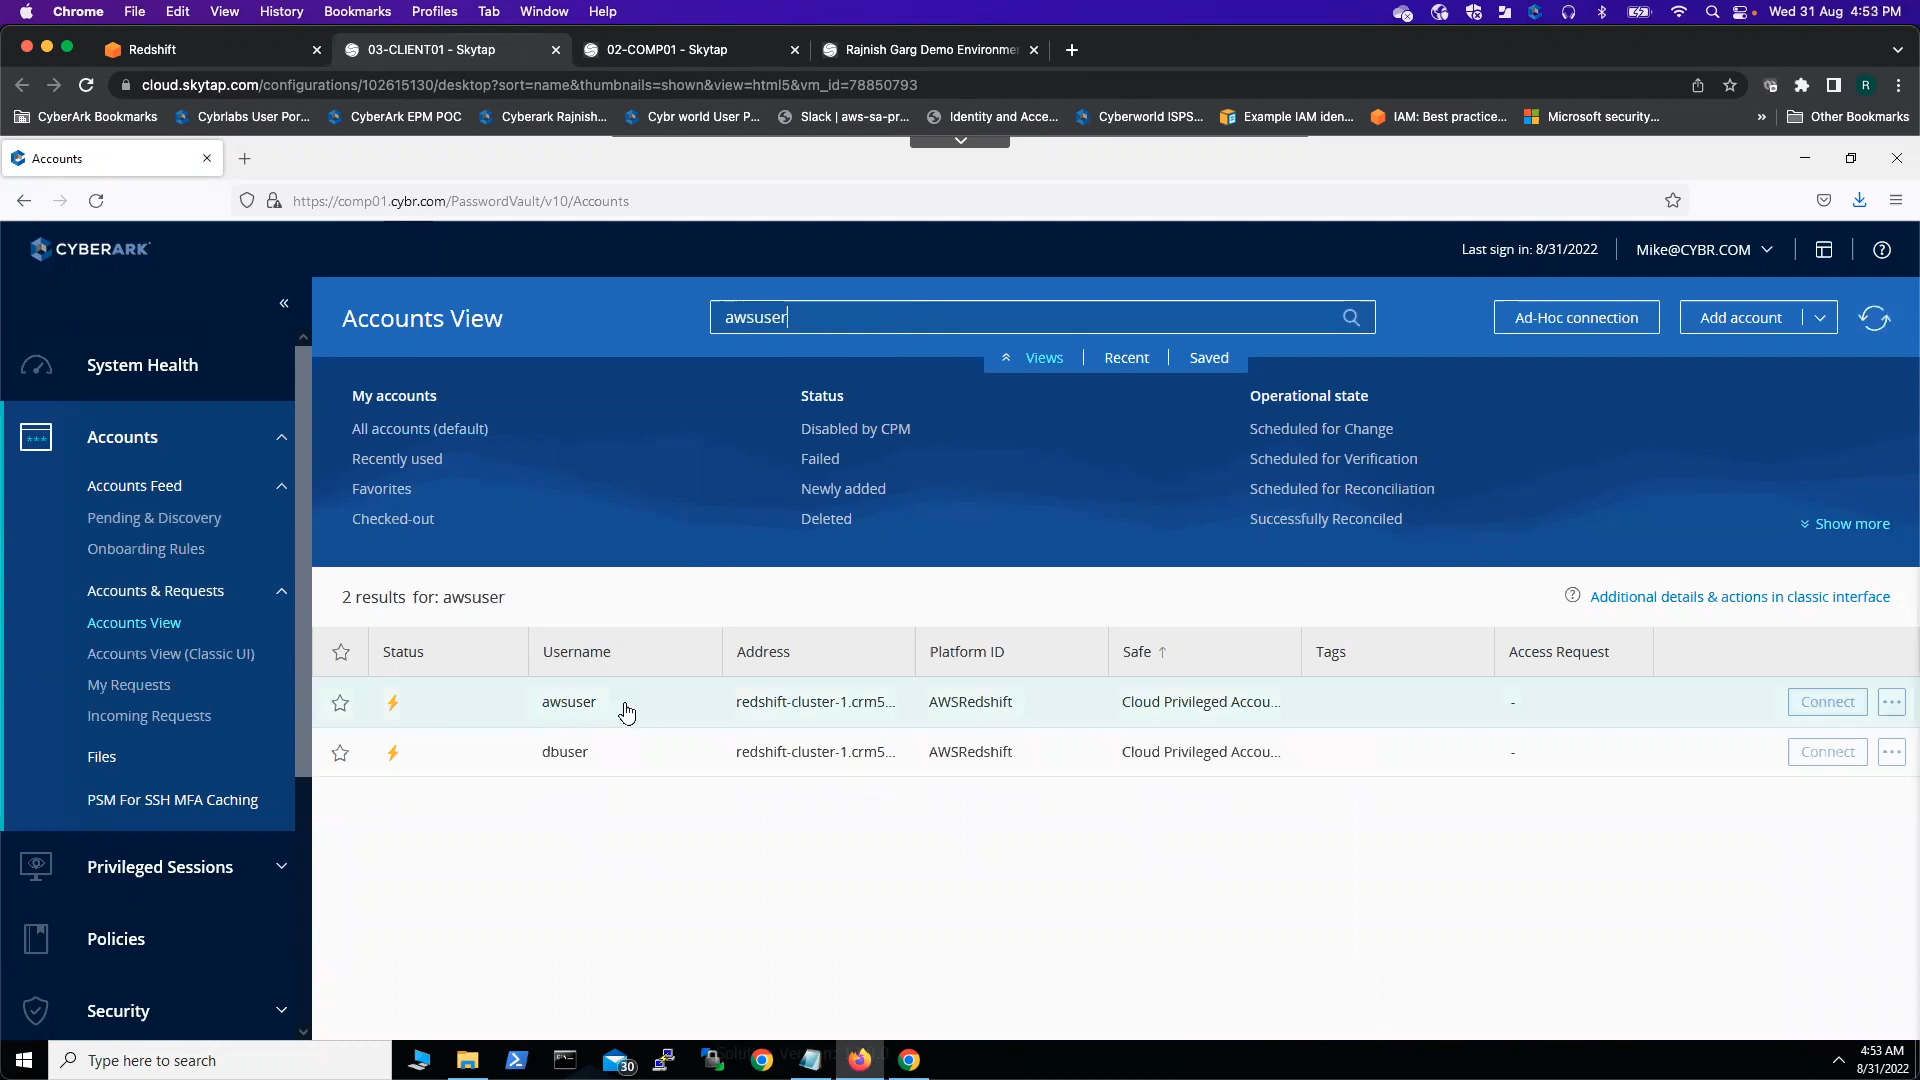 Chrome File Edit View History Bookmarks Profiles Tab Window Help Wed 31 Aug 4:53 PM
Redshift 03-CLIENT01 - Skytap 02-COMP01 - Skytap Rajnish Garg Demo Environme
cloud.skytap.com/configurations/102615130/desktop?sort=name&thumbnails=shown&view=html5&vm_id=78850793 R
CyberArk Bookmarks Cybrlabs User Por... CyberArk EPM POC Cyberark Rajnish... Cybr world User P... Slack | aws-sa-pr... Identity and Acce... Cyberworld ISPS... Example IAM iden... IAM: Best practice... Microsoft security... » Other Bookmarks
Accounts
https://comp01.cybr.com/PasswordVault/v10/Accounts
CYBERARK Last sign in: 8/31/2022 Mike@CYBR.COM
«
Accounts View awsuser Ad-Hoc connection Add account
Views Recent Saved
System Health
My accounts Status Operational state
All accounts (default) Disabled by CPM Scheduled for Change
Accounts
Recently used Failed Scheduled for Verification
Accounts Feed
Favorites Newly added Scheduled for Reconciliation
Pending & Discovery
Checked-out Deleted Successfully Reconciled
Show more
Onboarding Rules
Accounts & Requests
2 results for: awsuser Additional details & actions in classic interface
Accounts View
Accounts View (Classic UI)
Status Username Address Platform ID Safe ↑ Tags Access Request
My Requests
awsuser redshift-cluster-1.crm5... AWSRedshift Cloud Privileged Accou... - Connect ...
Incoming Requests
Files
dbuser redshift-cluster-1.crm5... AWSRedshift Cloud Privileged Accou... - Connect ...
PSM For SSH MFA Caching
Privileged Sessions
Policies
Security
Type here to search 30 4:53 AM
8/31/2022